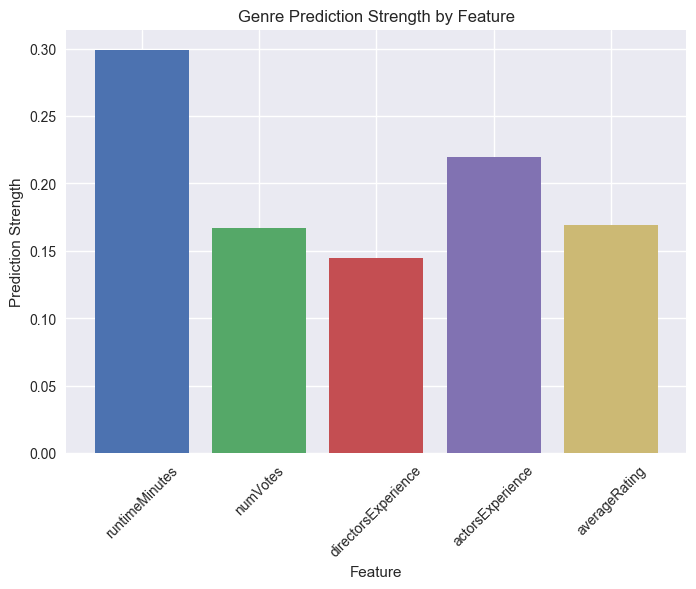 Genre Prediction Strength by Feature
Prediction Strength
0.30
0.25
0.20
0.15
0.10
0.05
0.00
runtimeMinutes
numVotes
directorsExperience
actorsExperience
averageRating
Feature